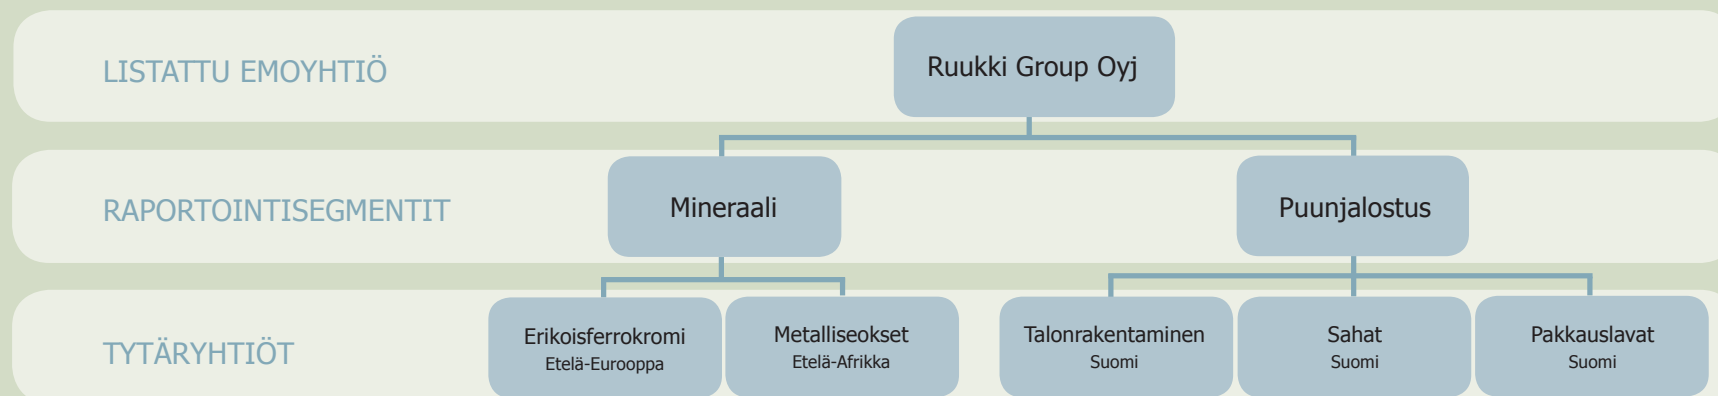 LISTATTU EMOYHTIÖ
Ruukki Group Oyj
RAPORTOINTISEGMENTIT
Mineraali
Puunjalostus
TYTÄRYHTIÖT
Erikoisferrokromi
Etelä-Eurooppa
Metalliseokset
Etelä-Afrikka
Talonrakentaminen
Suomi
Sahat
Suomi
Pakkauslavat
Suomi